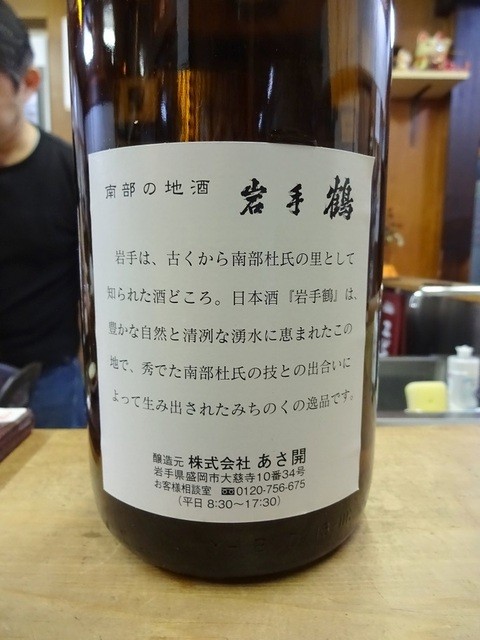 南部の地酒 岩手鶴
岩手は、古くから南部杜氏の里として
知られた酒どころ。日本酒『岩手鶴』は、
豊かな自然と清冽な湧水に恵まれたこの
地で、秀でた南部杜氏の技との出合いに
よって生み出されたみちのくの逸品です。
醸造元 株式会社 あさ開
岩手県盛岡市大慈寺10番34号
お客様相談室 0120-756-675
(平日 8:30〜17:30)